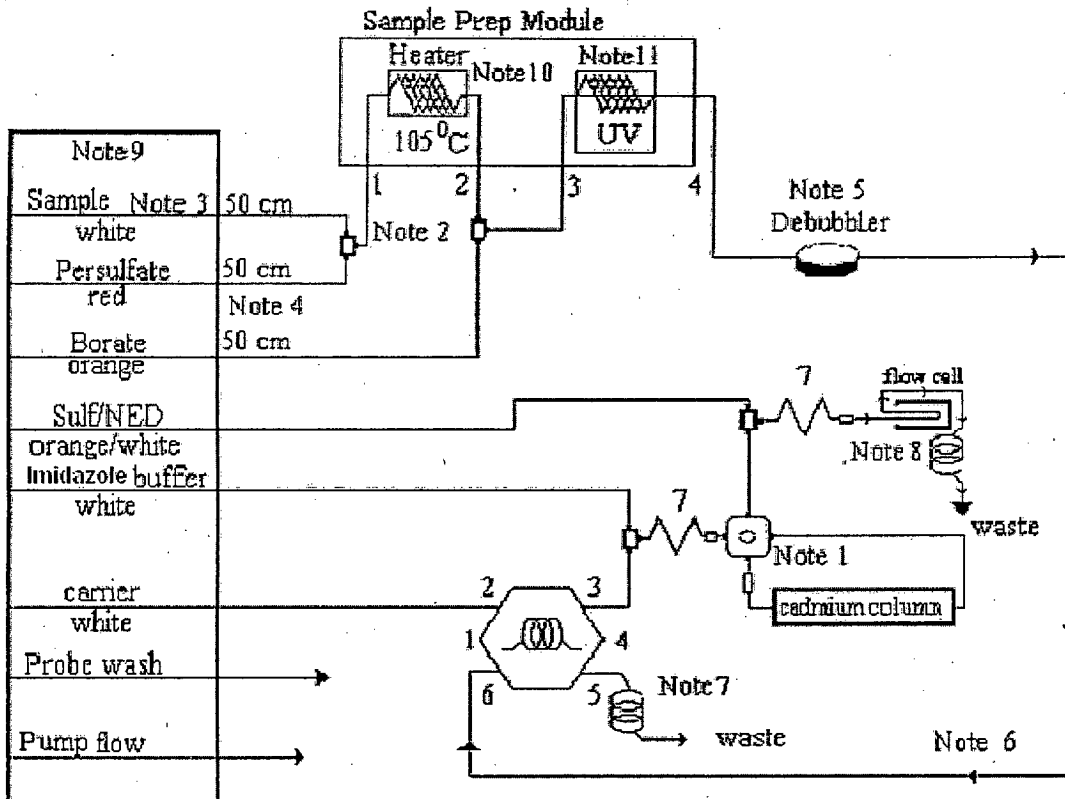 Sample Prep Module
Heater
Note 10
Note 11
105 °C
UV
1
2
3
4
Note 9
Sample Note 3
50 cm
white
Note 2
Persulfate
50 cm
red
Note 4
Borate
50 cm
orange
Note 5
Debubbler
Sulf/NED
orange/white
7
flow cell
Note 8
waste
Imidazole buffer
white
7
Note 1
cadmium column
carrier
white
2
3
1
4
6
5
Note 7
waste
Probe wash
Pump flow
Note 6